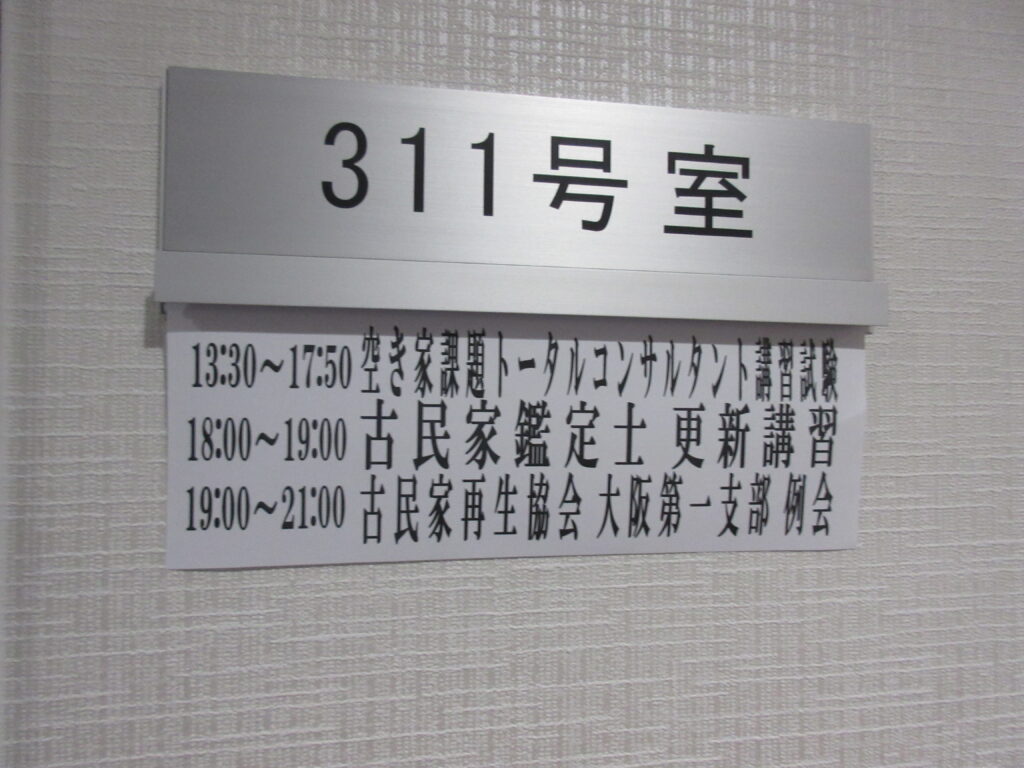 311号室
13:30～17:50 空き家課題トータルコンサルタント講習試験
18:00～19:00 古民家鑑定士 更新講習
19:00～21:00 古民家再生協会 大阪第一支部 例会